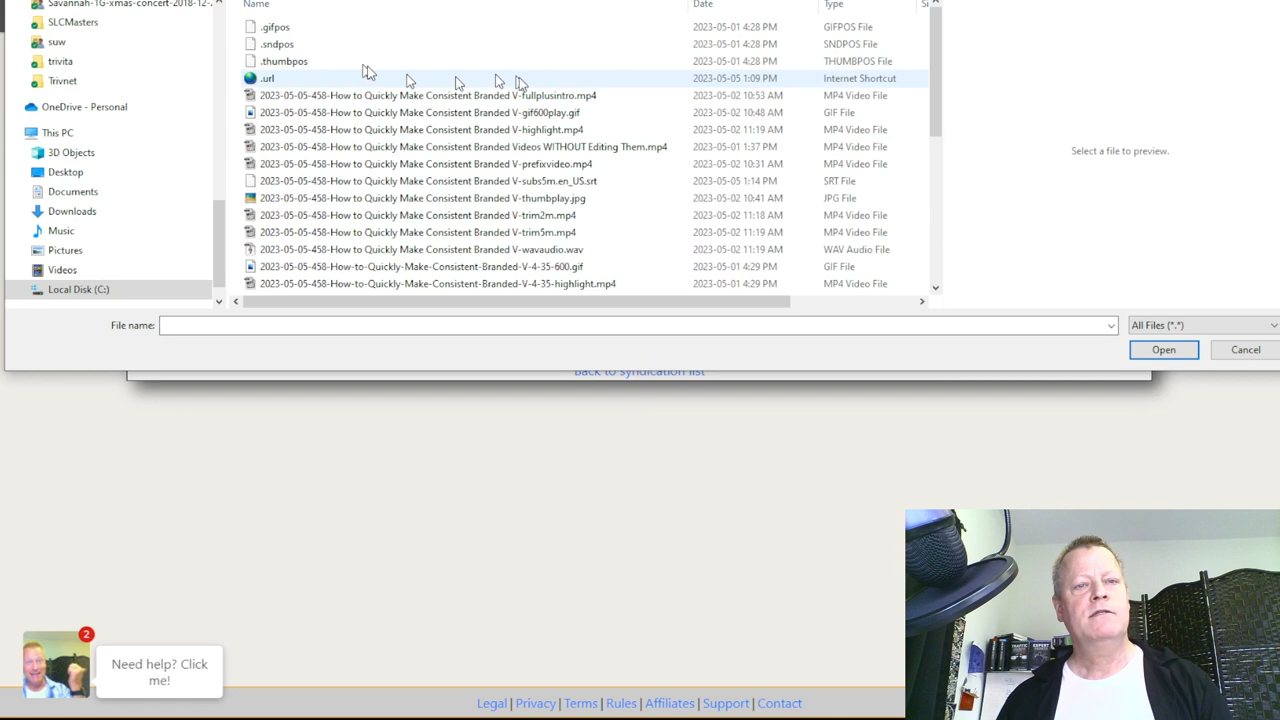 Savannah-1G-xmas-concert-2018-12-
Name Date Type
SLCMasters
suw
trivita
Trivnet
OneDrive - Personal
This PC
3D Objects
Desktop
Documents
Downloads
Music
Pictures
Videos
Local Disk (C:)
.gifpos 2023-05-01 4:28 PM GIFPOS File
.sndpos 2023-05-01 4:28 PM SNDPOS File
.thumbpos 2023-05-01 4:28 PM THUMBPOS File
.url 2023-05-05 1:09 PM Internet Shortcut
2023-05-05-458-How to Quickly Make Consistent Branded V-fullplusintro.mp4 2023-05-02 10:53 AM MP4 Video File
2023-05-05-458-How to Quickly Make Consistent Branded V-gif600play.gif 2023-05-02 10:48 AM GIF File
2023-05-05-458-How to Quickly Make Consistent Branded V-highlight.mp4 2023-05-02 11:19 AM MP4 Video File
2023-05-05-458-How to Quickly Make Consistent Branded Videos WITHOUT Editing Them.mp4 2023-05-01 1:37 PM MP4 Video File
2023-05-05-458-How to Quickly Make Consistent Branded V-prefixvideo.mp4 2023-05-02 10:31 AM MP4 Video File
2023-05-05-458-How to Quickly Make Consistent Branded V-subs5m.en_US.srt 2023-05-05 1:14 PM SRT File
2023-05-05-458-How to Quickly Make Consistent Branded V-thumbplay.jpg 2023-05-02 10:41 AM JPG File
2023-05-05-458-How to Quickly Make Consistent Branded V-trim2m.mp4 2023-05-02 11:18 AM MP4 Video File
2023-05-05-458-How to Quickly Make Consistent Branded V-trim5m.mp4 2023-05-02 11:19 AM MP4 Video File
2023-05-05-458-How to Quickly Make Consistent Branded V-wavaudio.wav 2023-05-02 11:19 AM WAV Audio File
2023-05-05-458-How-to-Quickly-Make-Consistent-Branded-V-4-35-600.gif 2023-05-01 4:29 PM GIF File
2023-05-05-458-How-to-Quickly-Make-Consistent-Branded-V-4-35-highlight.mp4 2023-05-01 4:29 PM MP4 Video File
Select a file to preview.
File name: All Files (*.*)
Open Cancel
Back to syndication list
2
Need help? Click
me!
EXPERT
Legal | Privacy | Terms | Rules | Affiliates | Support | Contact